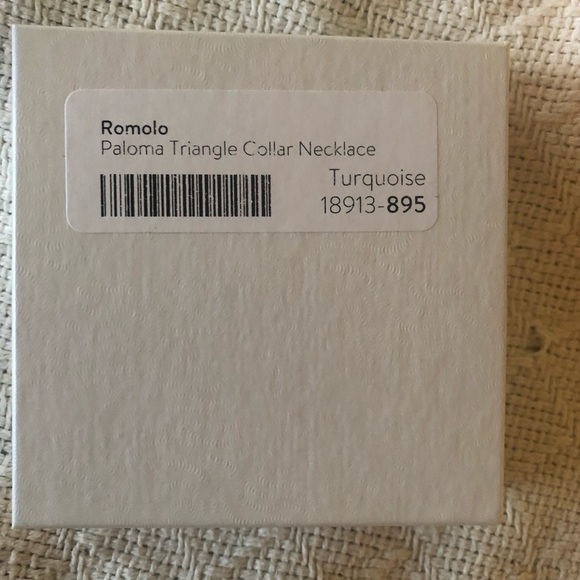 Romolo
Paloma Triangle Collar Necklace
Turquoise
18913-895